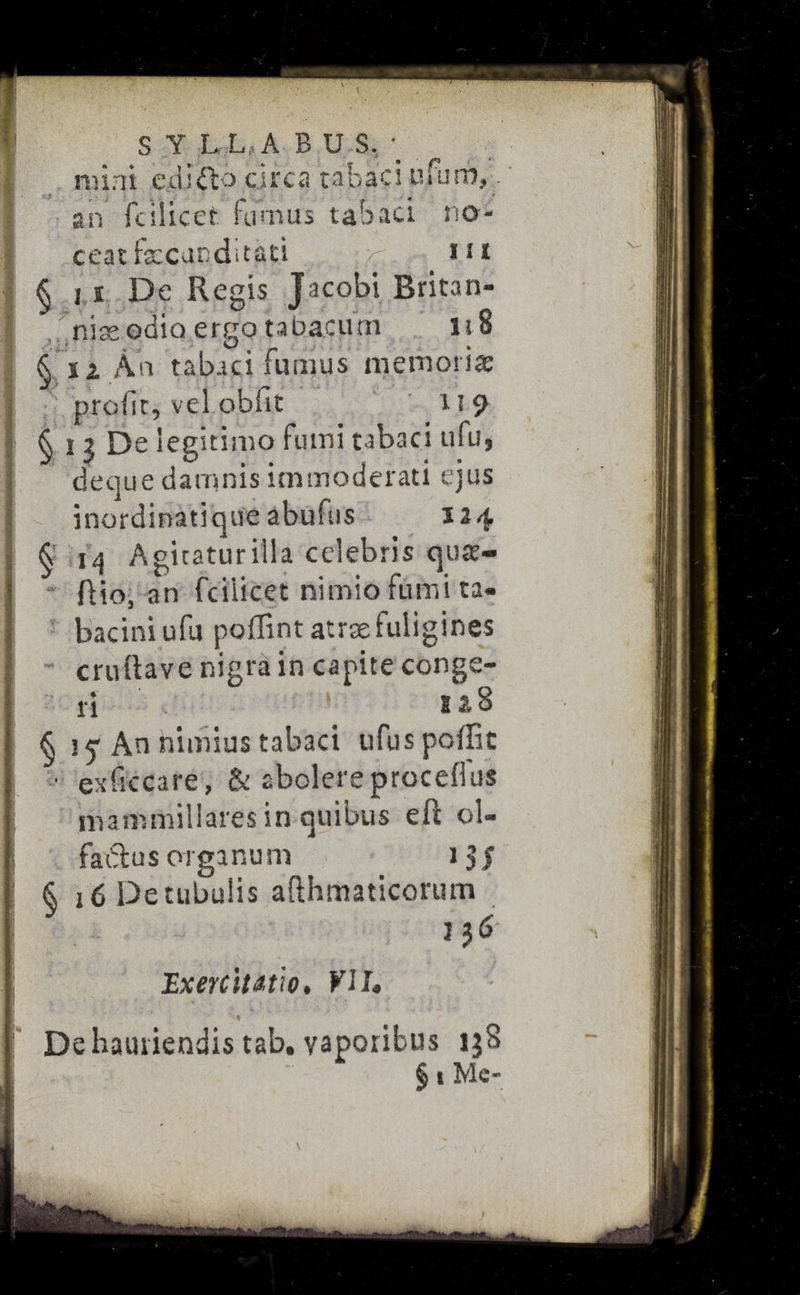 SYLLABUS.
mini edicto circa tabaci uſum,
an ſcilicet fumus tabaci no-
ceat fæcunditati 111
§ 11 De Regis Jacobi Britan-
niæ odio ergo tabacum 118
§ 12 An tabaci fumus memoriæ
proſit, vel obſit 119
§ 13 De legitimo fumi tabaci uſu,
deque damnis immoderati ejus
inordinatique abuſus 124
§ 14 Agitatur illa celebris quæ-
ſtio, an ſcilicet nimio fumi ta-
bacini uſu poſſint atræ fuligines
cruſtave nigra in capite conge-
ri 128
§ 15 An nimius tabaci uſus poſſit
exſiccare, & abolere proceſſus
mammillares in quibus eſt ol-
factus organum 135
§ 16 De tubulis aſthmaticorum
136
Exercitatio. VII.
De hauriendis tab. vaporibus 138
§ 1 Me-